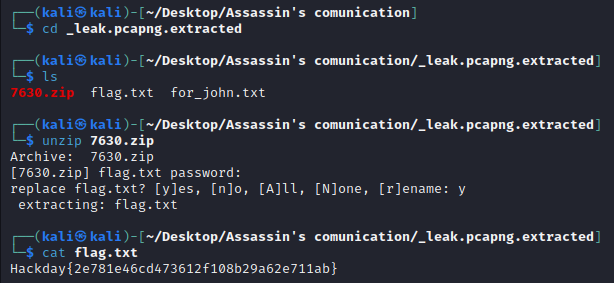 ┌──(kali㉿kali)-[~/Desktop/Assassin's comunication]
└─$ cd _leak.pcapng.extracted
┌──(kali㉿kali)-[~/Desktop/Assassin's comunication/_leak.pcapng.extracted]
└─$ ls
7630.zip  flag.txt  for_john.txt
┌──(kali㉿kali)-[~/Desktop/Assassin's comunication/_leak.pcapng.extracted]
└─$ unzip 7630.zip
Archive:  7630.zip
[7630.zip] flag.txt password:
replace flag.txt? [y]es, [n]o, [A]ll, [N]one, [r]ename: y
 extracting: flag.txt
┌──(kali㉿kali)-[~/Desktop/Assassin's comunication/_leak.pcapng.extracted]
└─$ cat flag.txt
Hackday{2e781e46cd473612f108b29a62e711ab}